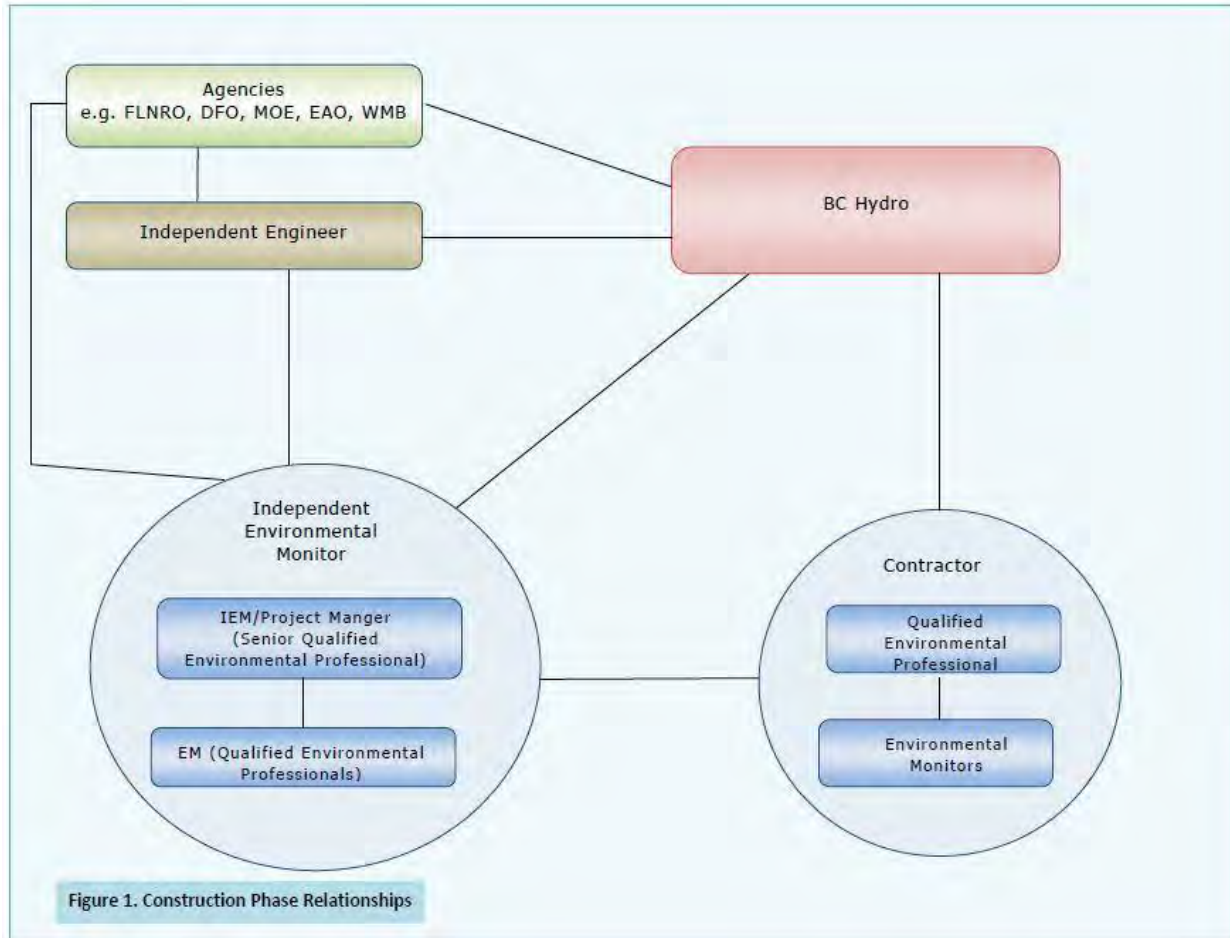 Agencies
e.g. FLNRO, DFO, MOE, EAO, WMB
Independent Engineer
BC Hydro
Independent
Environmental
Monitor
IEM/Project Manger
(Senior Qualified
Environmental Professional)
EM (Qualified Environmental
Professionals)
Contractor
Qualified
Environmental
Professional
Environmental
Monitors
Figure 1. Construction Phase Relationships